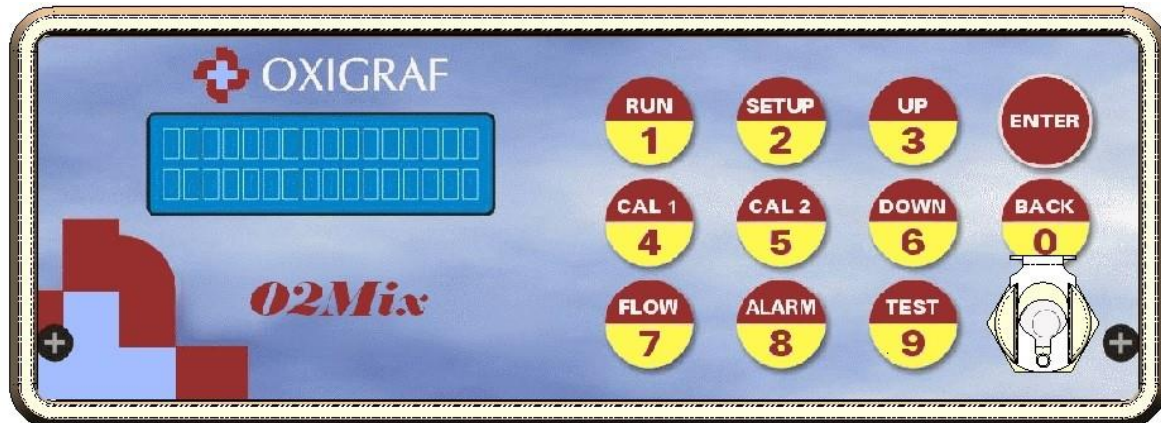 OXIGRAF
02Mix
RUN
1
SETUP
2
UP
3
ENTER
CAL 1
4
CAL 2
5
DOWN
6
BACK
0
FLOW
7
ALARM
8
TEST
9